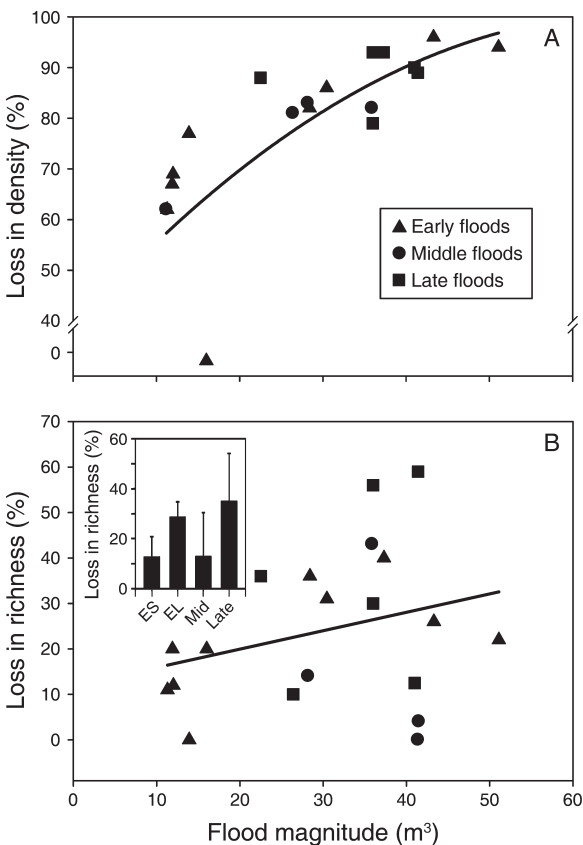 A
100
90
80
70
60
50
40
0
Loss in density (%)
Early floods
Middle floods
Late floods
B
70
60
50
40
30
20
10
0
Loss in richness (%)
60
40
20
0
Loss in richness (%)
ES
EL
Mid
Late
0 10 20 30 40 50 60
Flood magnitude (m³)